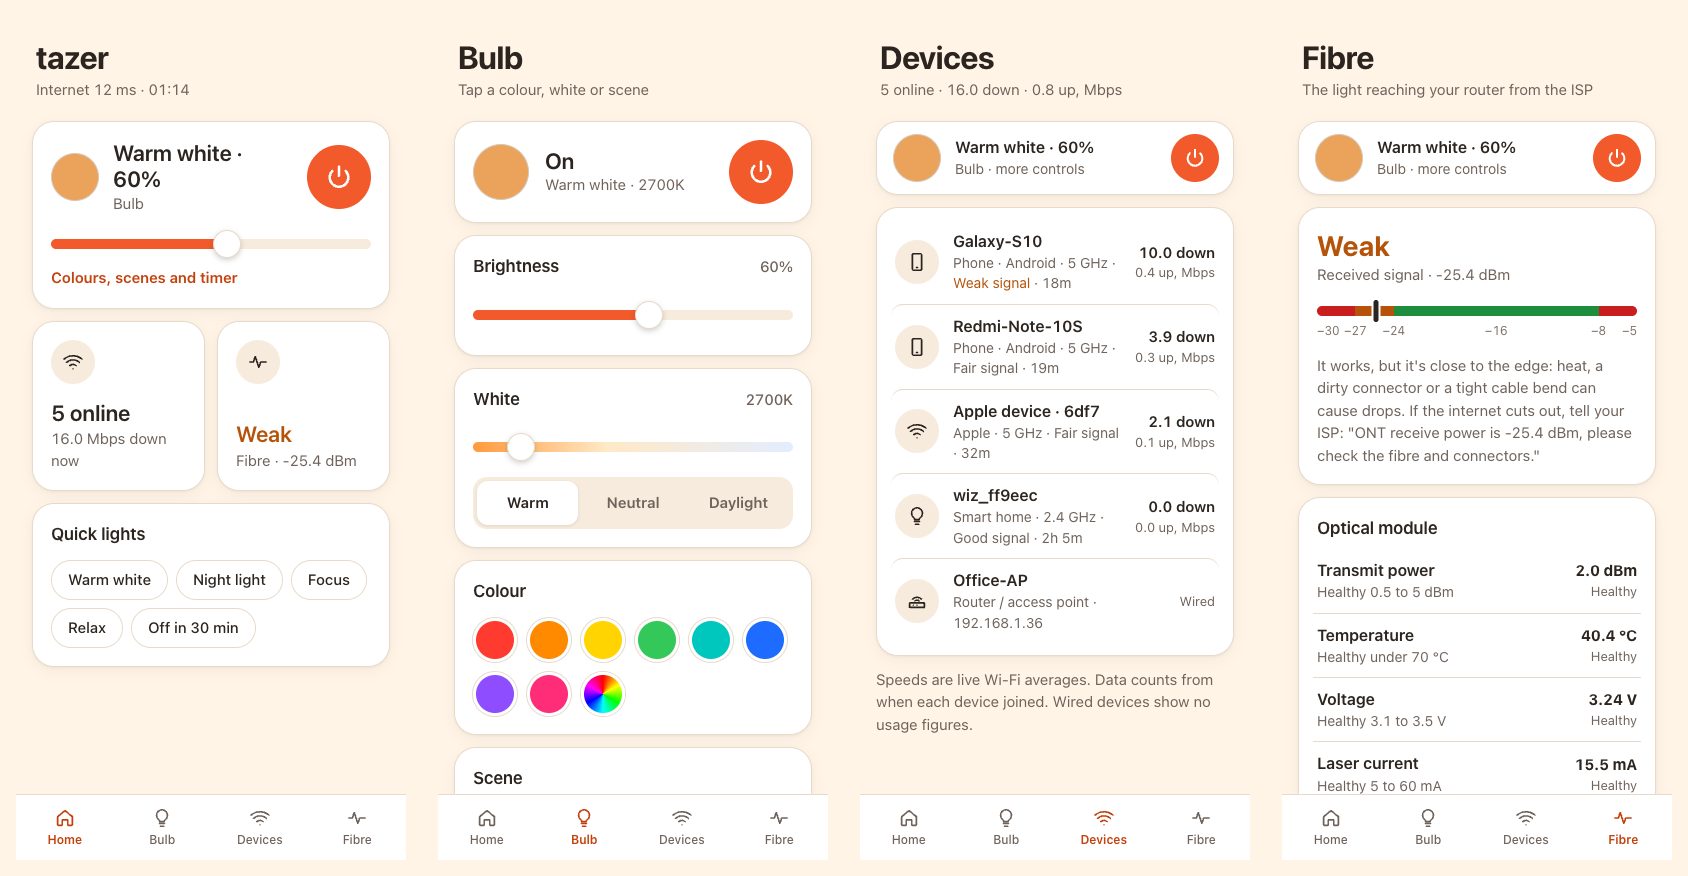 tazer
Internet 12 ms · 01:14
Warm white ·
60%
Bulb
Colours, scenes and timer
5 online
16.0 Mbps down
now
Weak
Fibre · -25.4 dBm
Quick lights
Warm white
Night light
Focus
Relax
Off in 30 min
Home
Bulb
Devices
Fibre
Bulb
Tap a colour, white or scene
On
Warm white · 2700K
Brightness
60%
White
2700K
Warm
Neutral
Daylight
Colour
Scene
Home
Bulb
Devices
Fibre
Devices
5 online · 16.0 down · 0.8 up, Mbps
Warm white · 60%
Bulb · more controls
Galaxy-S10
Phone · Android · 5 GHz ·
Weak signal · 18m
10.0 down
0.4 up, Mbps
Redmi-Note-10S
Phone · Android · 5 GHz ·
Fair signal · 19m
3.9 down
0.3 up, Mbps
Apple device · 6df7
Apple · 5 GHz · Fair signal
· 32m
2.1 down
0.1 up, Mbps
wiz_ff9eec
Smart home · 2.4 GHz ·
Good signal · 2h 5m
0.0 down
0.0 up, Mbps
Office-AP
Router / access point ·
192.168.1.36
Wired
Speeds are live Wi-Fi averages. Data counts from
when each device joined. Wired devices show no
usage figures.
Home
Bulb
Devices
Fibre
Fibre
The light reaching your router from the ISP
Warm white · 60%
Bulb · more controls
Weak
Received signal · -25.4 dBm
−30 −27 −24 −16 −8 −5
It works, but it's close to the edge: heat, a
dirty connector or a tight cable bend can
cause drops. If the internet cuts out, tell your
ISP: "ONT receive power is -25.4 dBm, please
check the fibre and connectors."
Optical module
Transmit power
Healthy 0.5 to 5 dBm
2.0 dBm
Healthy
Temperature
Healthy under 70 °C
40.4 °C
Healthy
Voltage
Healthy 3.1 to 3.5 V
3.24 V
Healthy
Laser current
Healthy 5 to 60 mA
15.5 mA
Healthy
Home
Bulb
Devices
Fibre